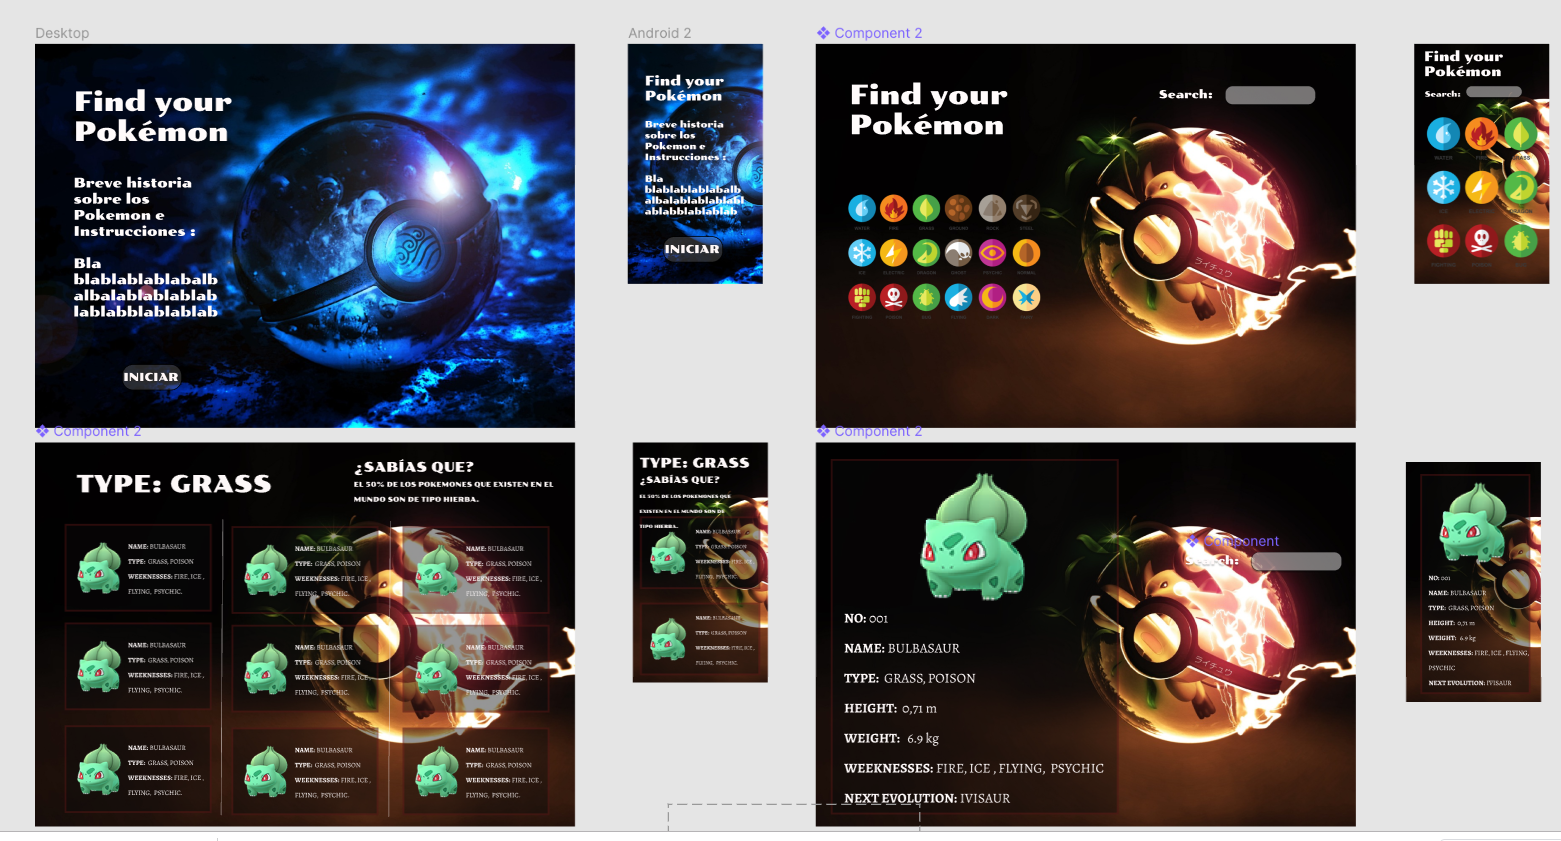 Desktop
Find your
Pokémon
Breve historia
sobre los
Pokemon e
Instrucciones :
Bla
blablablablabalb
albalablablablab
lablabblablablab
INICIAR
Android 2
Find your
Pokémon
Breve historia
sobre los
Pokemon e
Instrucciones :
Bla
blablablablabalb
albalablablablabl
ablabblablablab
INICIAR
Component 2
Find your
Pokémon
Search:
WATER FIRE GRASS GROUND ROCK STEEL
ICE ELECTRIC DRAGON GHOST PSYCHIC NORMAL
FIGHTING POISON BUG FLYING DARK
ライチュウ
Find your
Pokémon
Search:
WATER FIRE GRASS
ICE ELECTRIC DRAGON
FIGHTING POISON
Component 2
TYPE: GRASS
¿SABÍAS QUE?
EL 50% DE LOS POKEMONES QUE EXISTEN EN EL
MUNDO SON DE TIPO HIERBA.
NAME: BULBASAUR
TYPE: GRASS, POISON
WEEKNESSES: FIRE, ICE ,
FLYING, PSYCHIC.
NAME: BULBASAUR
TYPE: GRASS, POISON
WEEKNESSES: FIRE, ICE ,
FLYING, PSYCHIC.
NAME: BULBASAUR
TYPE: GRASS, POISON
WEEKNESSES: FIRE, ICE ,
FLYING, PSYCHIC.
NAME: BULBASAUR
TYPE: GRASS, POISON
WEEKNESSES: FIRE, ICE ,
FLYING, PSYCHIC.
NAME: BULBASAUR
TYPE: GRASS, POISON
WEEKNESSES: FIRE, ICE ,
FLYING, PSYCHIC.
NAME: BULBASAUR
TYPE: GRASS, POISON
WEEKNESSES: FIRE, ICE ,
FLYING, PSYCHIC.
NAME: BULBASAUR
TYPE: GRASS, POISON
WEEKNESSES: FIRE, ICE ,
FLYING, PSYCHIC.
NAME: BULBASAUR
TYPE: GRASS, POISON
WEEKNESSES: FIRE, ICE ,
FLYING, PSYCHIC.
NAME: BULBASAUR
TYPE: GRASS, POISON
WEEKNESSES: FIRE, ICE ,
FLYING, PSYCHIC.
TYPE: GRASS
¿SABÍAS QUE?
EL 50% DE LOS POKEMONES QUE
EXISTEN EN EL MUNDO SON DE
TIPO HIERBA.
NAME: BULBASAUR
TYPE: GRASS, POISON
WEEKNESSES: FIRE, ICE ,
FLYING, PSYCHIC.
NAME: BULBASAUR
TYPE: GRASS, POISON
WEEKNESSES: FIRE, ICE ,
FLYING, PSYCHIC.
Component 2
Component
Search:
NO: 001
NAME: BULBASAUR
TYPE: GRASS, POISON
HEIGHT: 0,71 m
WEIGHT: 6.9 kg
WEEKNESSES: FIRE, ICE , FLYING, PSYCHIC
NEXT EVOLUTION: IVISAUR
ライチュウ
NO: 001
NAME: BULBASAUR
TYPE: GRASS, POISON
HEIGHT: 0,71 m
WEIGHT: 6.9 kg
WEEKNESSES: FIRE, ICE , FLYING,
PSYCHIC
NEXT EVOLUTION: IVISAUR